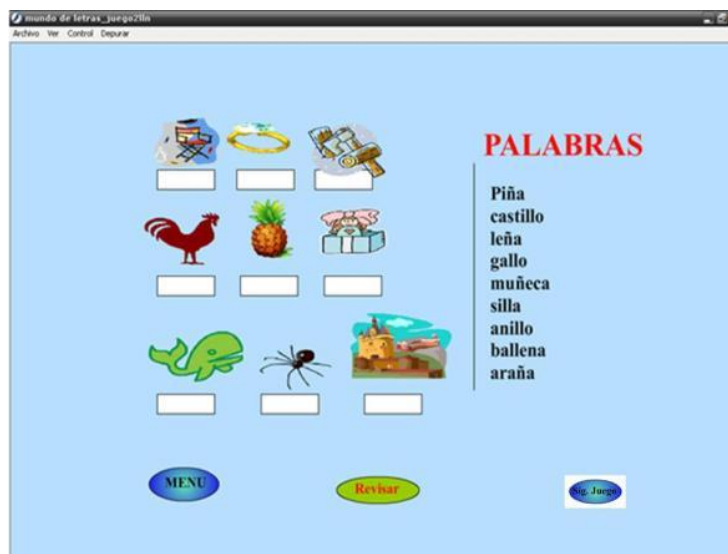 mundo de letras_juego2lln
Archivo Ver Control Depurar
PALABRAS
Piña
castillo
leña
gallo
muñeca
silla
anillo
ballena
araña
MENU
Revisar
Sig. Juego